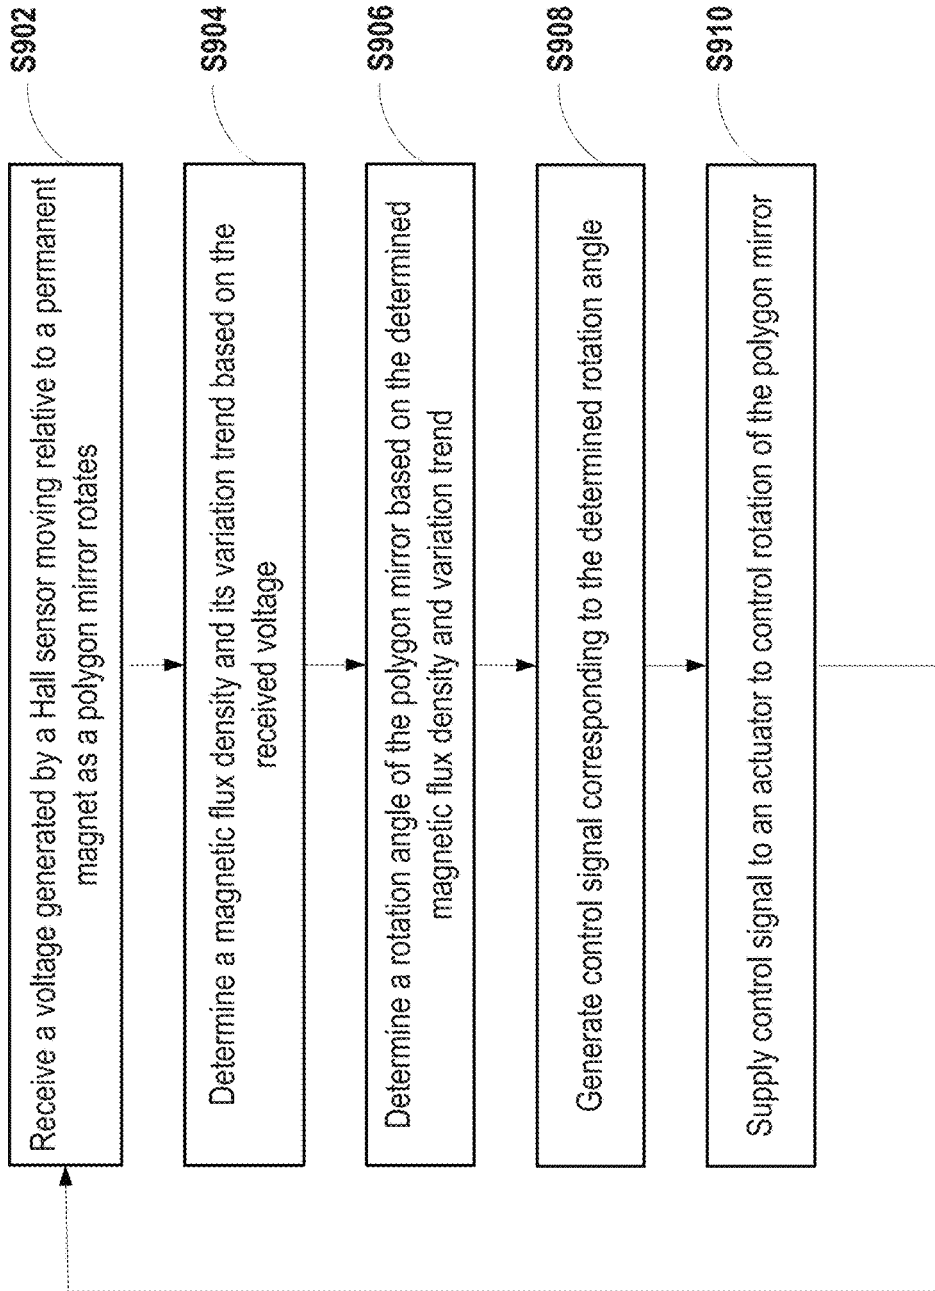 S902
Receive a voltage generated by a Hall sensor moving relative to a permanent
magnet as a polygon mirror rotates
S904
Determine a magnetic flux density and its variation trend based on the
received voltage
S906
Determine a rotation angle of the polygon mirror based on the determined
magnetic flux density and variation trend
S908
Generate control signal corresponding to the determined rotation angle
S910
Supply control signal to an actuator to control rotation of the polygon mirror